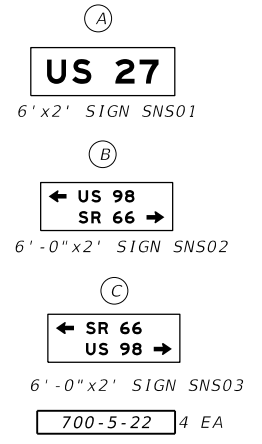 A
US 27
6'x2' SIGN SNS01
B
← US 98
SR 66 →
6'-0"x2' SIGN SNS02
C
← SR 66
US 98 →
6'-0"x2' SIGN SNS03
700-5-22 4 EA